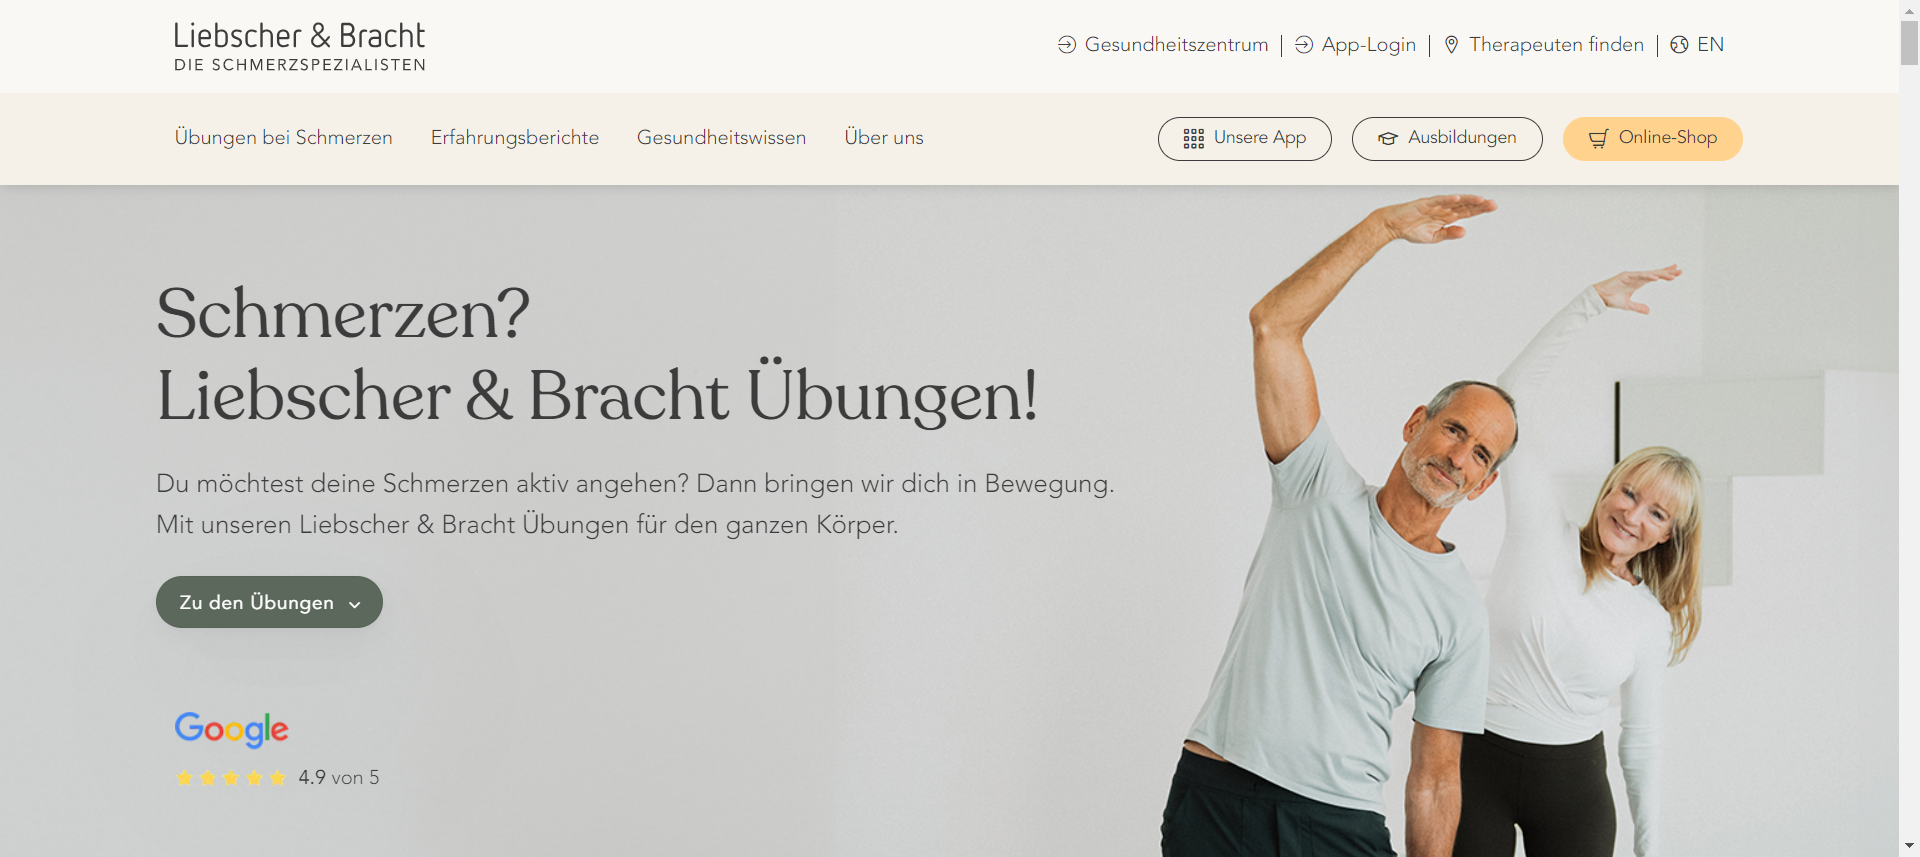 Liebscher & Bracht
DIE SCHMERZSPEZIALISTEN
Gesundheitszentrum
App-Login
Therapeuten finden
EN
Übungen bei Schmerzen
Erfahrungsberichte
Gesundheitswissen
Über uns
Unsere App
Ausbildungen
Online-Shop
Schmerzen?
Liebscher & Bracht Übungen!
Du möchtest deine Schmerzen aktiv angehen? Dann bringen wir dich in Bewegung.
Mit unseren Liebscher & Bracht Übungen für den ganzen Körper.
Zu den Übungen
Google
4.9 von 5